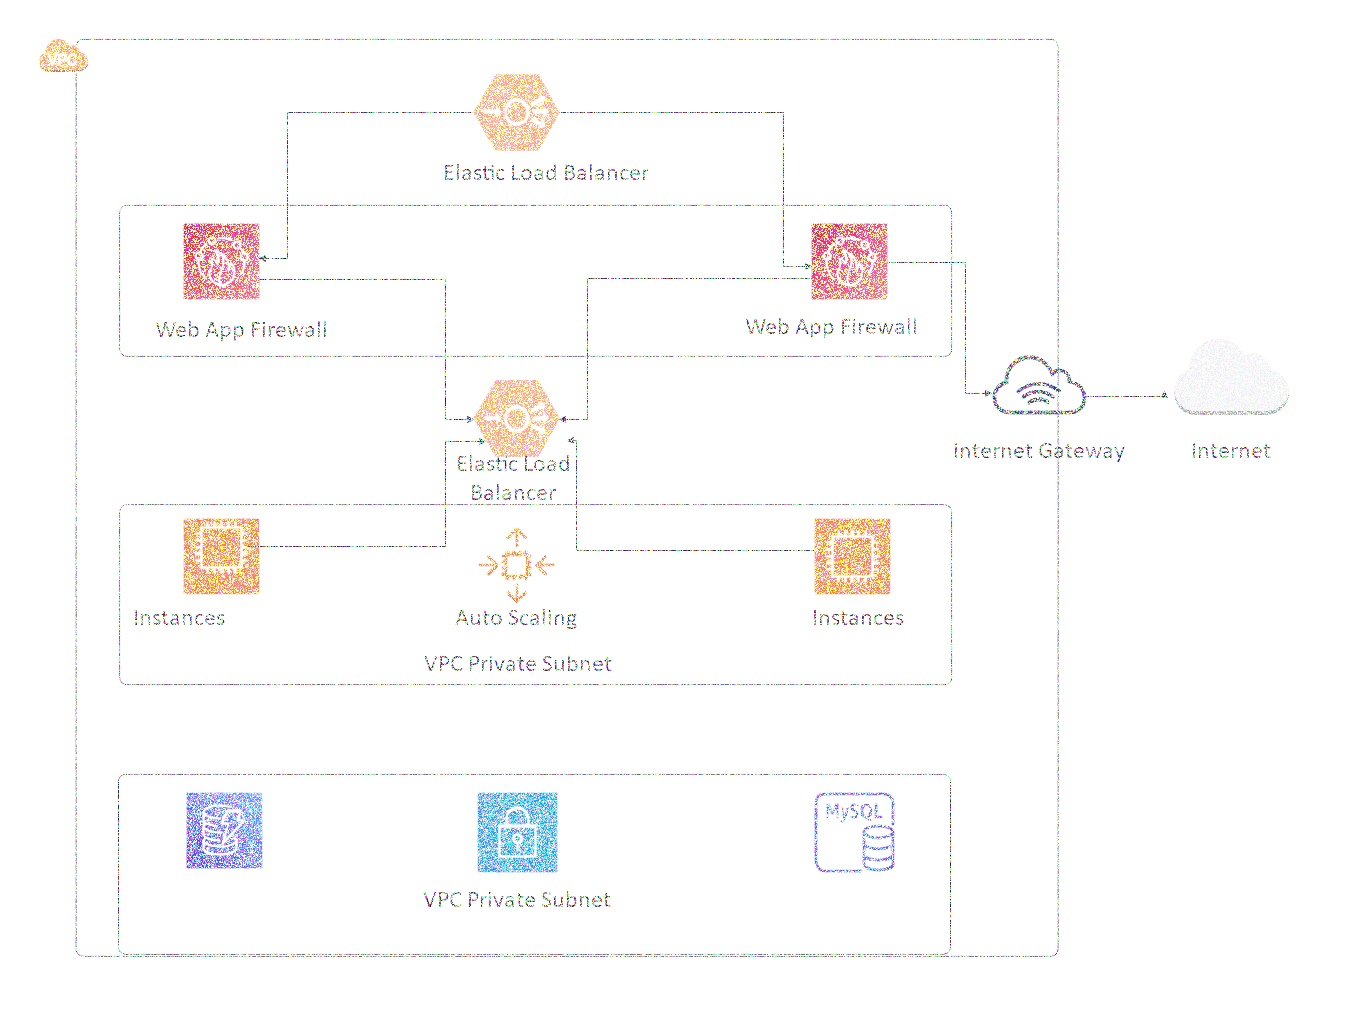 VPC
Elastic Load Balancer
Web App Firewall
Web App Firewall
Elastic Load
Balancer
Internet Gateway
Internet
Instances
Auto Scaling
Instances
VPC Private Subnet
MySQL
VPC Private Subnet